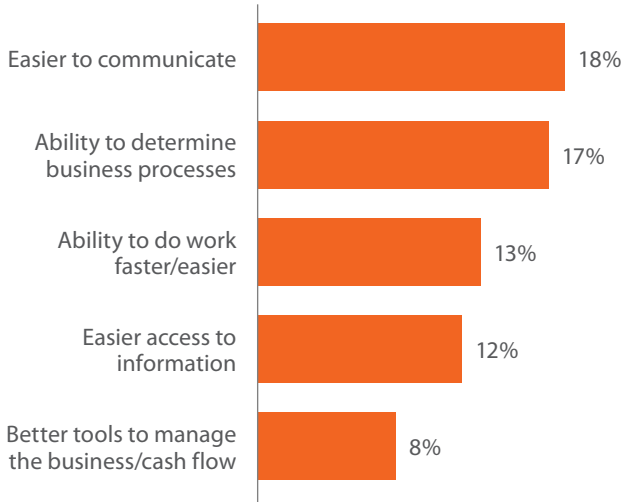 Easier to communicate
18%
Ability to determine
business processes
17%
Ability to do work
faster/easier
13%
Easier access to
information
12%
Better tools to manage
the business/cash flow
8%